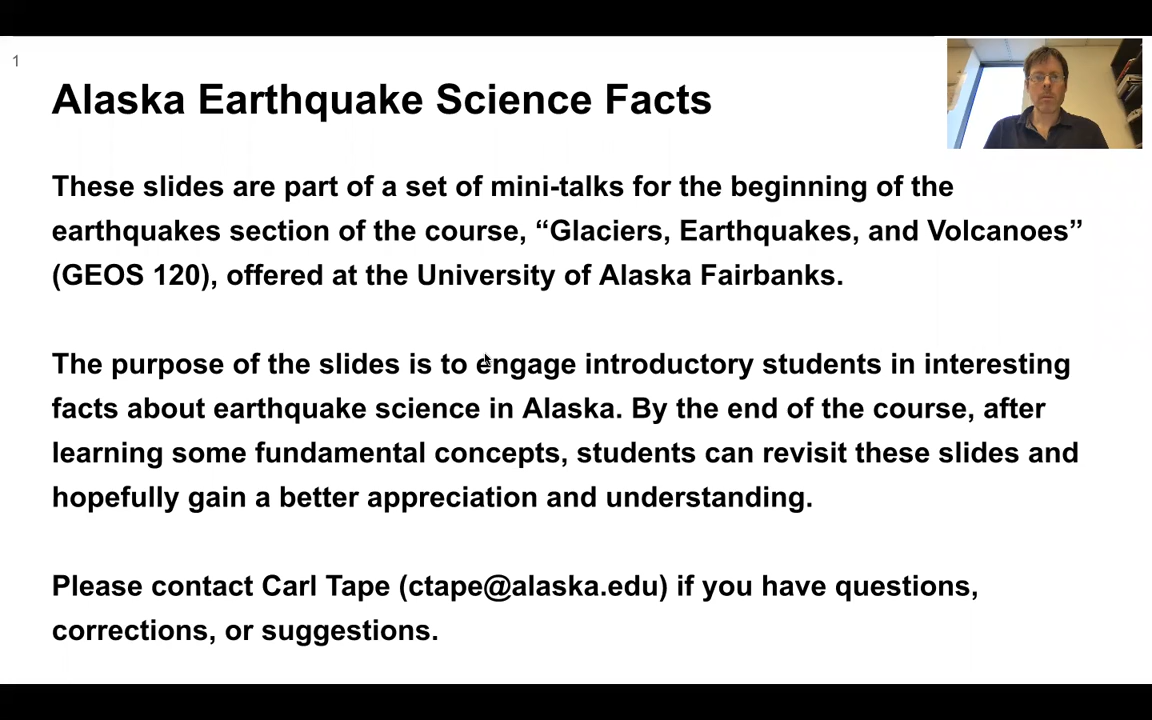 1
Alaska Earthquake Science Facts
These slides are part of a set of mini-talks for the beginning of the
earthquakes section of the course, “Glaciers, Earthquakes, and Volcanoes”
(GEOS 120), offered at the University of Alaska Fairbanks.
The purpose of the slides is to engage introductory students in interesting
facts about earthquake science in Alaska. By the end of the course, after
learning some fundamental concepts, students can revisit these slides and
hopefully gain a better appreciation and understanding.
Please contact Carl Tape (ctape@alaska.edu) if you have questions,
corrections, or suggestions.